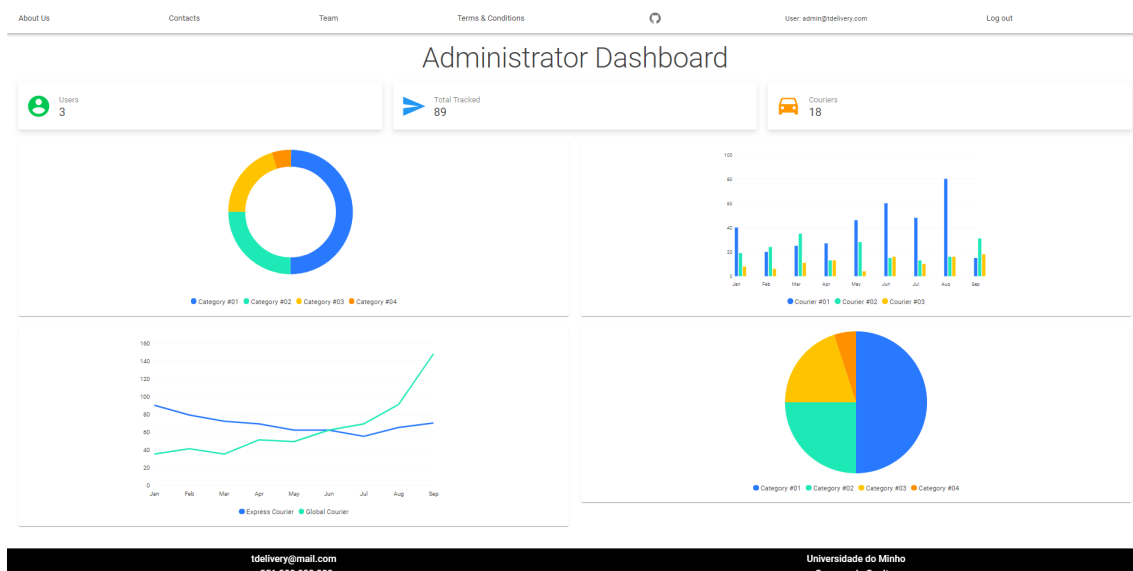 About Us Contacts Team Terms & Conditions User: admin@tdelivery.com Log out
Administrator Dashboard
Users
3
Total Tracked
89
Couriers
18
Category #01 Category #02 Category #03 Category #04
100
80
60
40
20
0
Jan Feb Mar Apr May Jun Jul Aug Sep
Courier #01 Courier #02 Courier #03
160
140
120
100
80
60
40
20
0
Jan Feb Mar Apr May Jun Jul Aug Sep
Express Courier Global Courier
Category #01 Category #02 Category #03 Category #04
tdelivery@mail.com Universidade do Minho